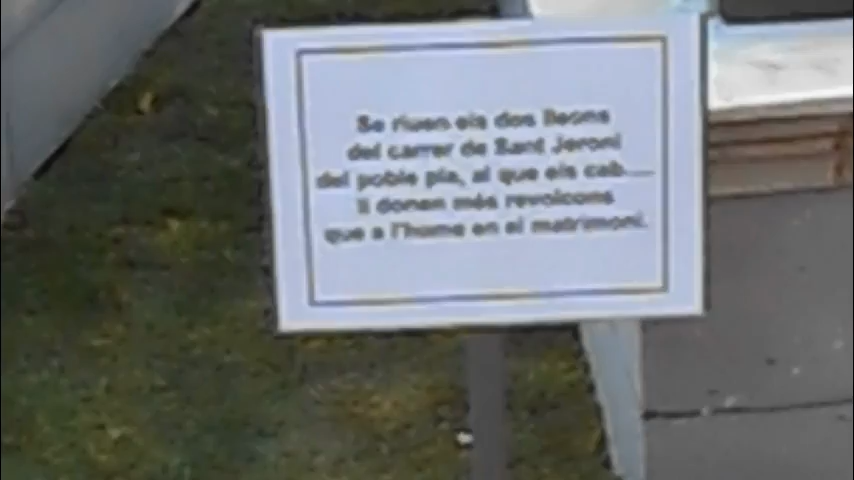 Se riuen els dos lleons
del carrer de Sant Jeroni
del poble pla, al que els cab....
li donen més revolcons
que a l'home en el matrimoni.